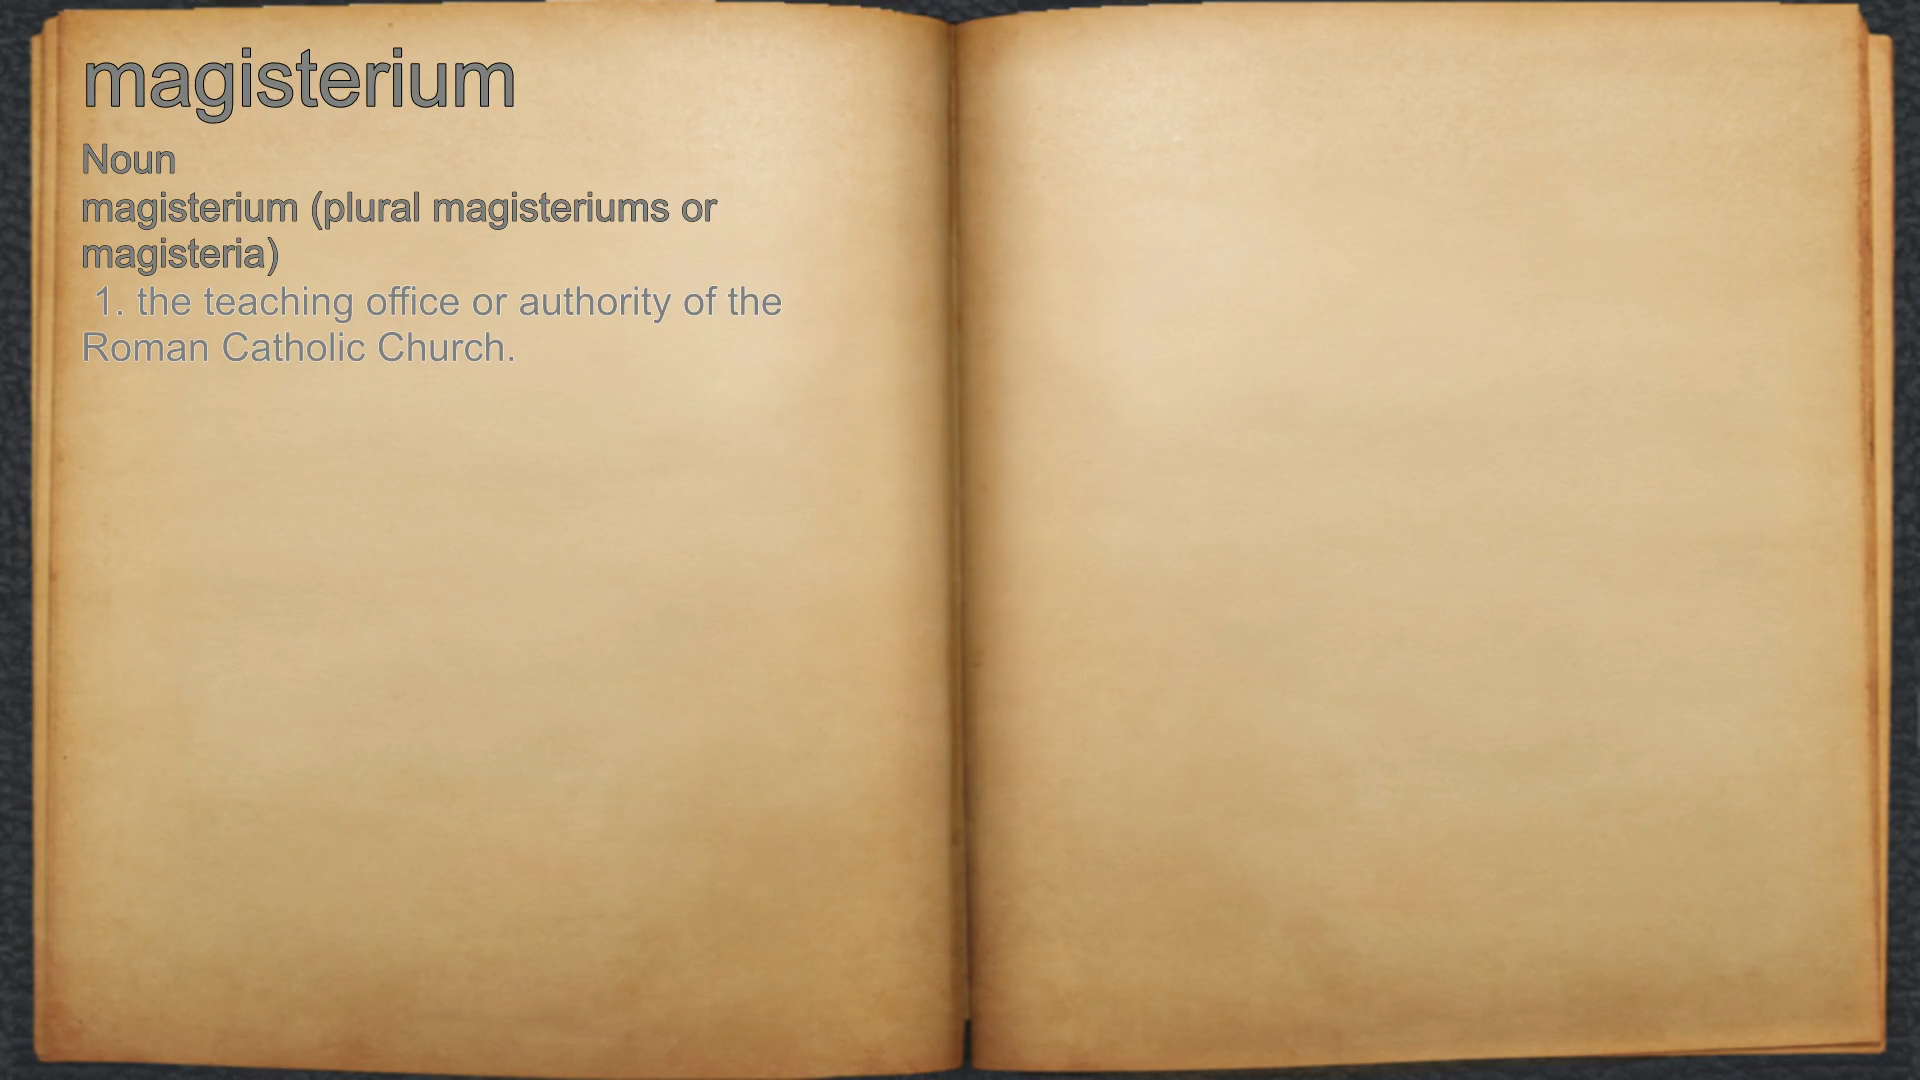 magisterium
Noun
magisterium (plural magisteriums or
magisteria)
1. the teaching office or authority of the
Roman Catholic Church.